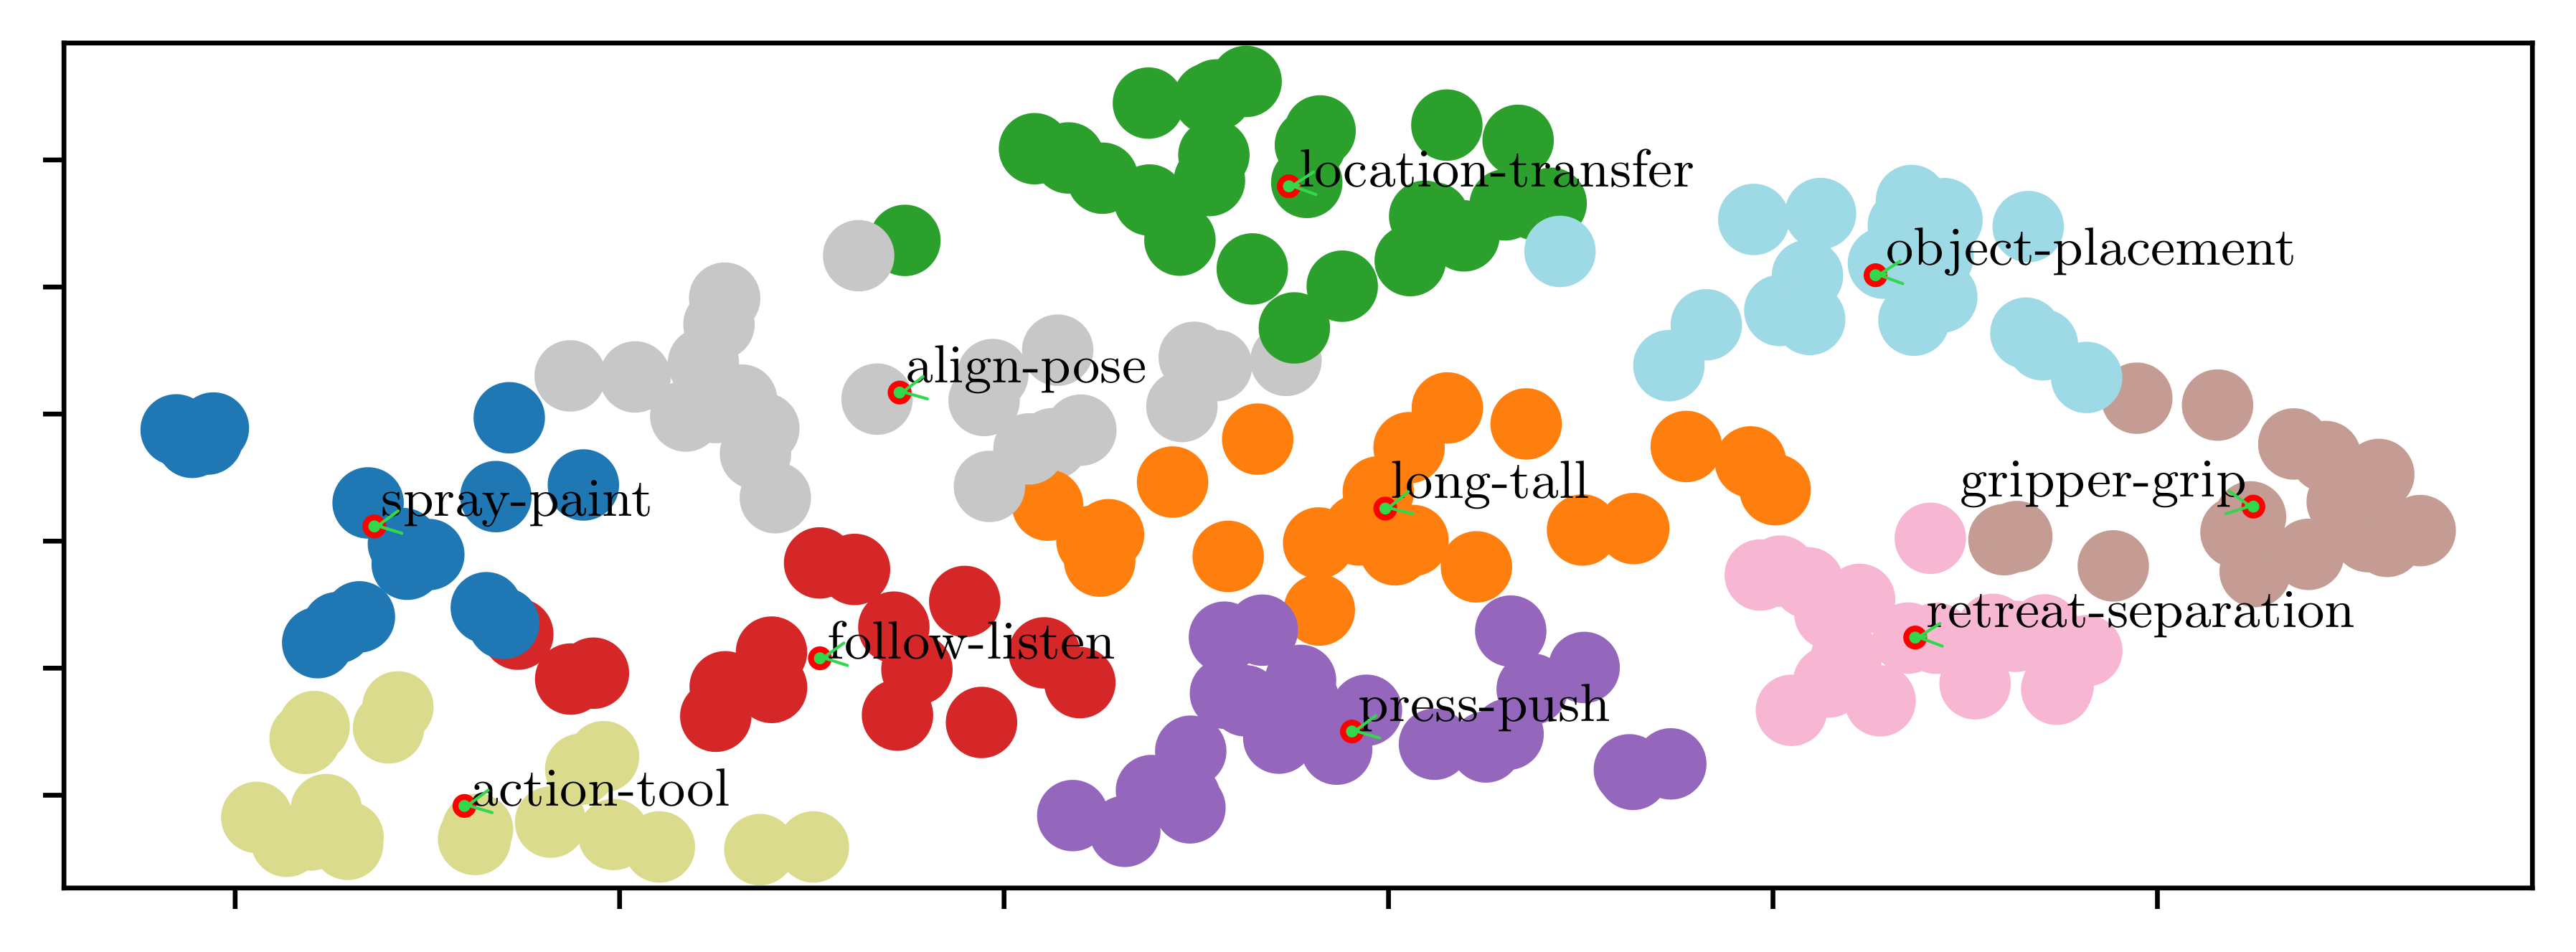 location-transfer
object-placement
align-pose
long-tall
gripper-grip
spray-paint
retreat-separation
follow-listen
press-push
action-tool